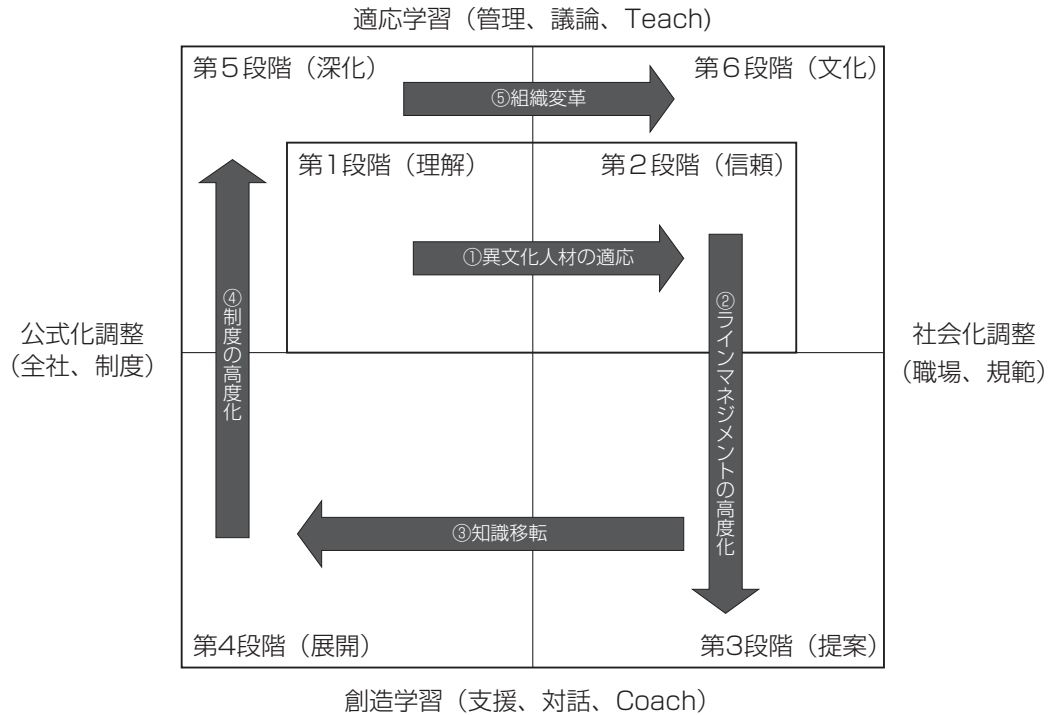 適応学習（管理、議論、Teach)
第5段階（深化）
第6段階（文化）
⑤組織変革
第1段階（理解）
第2段階（信頼）
①異文化人材の適応
④制度の高度化
②ラインマネジメントの高度化
公式化調整
（全社、制度）
社会化調整
（職場、規範）
③知識移転
第4段階（展開）
第3段階（提案）
創造学習（支援、対話、Coach）